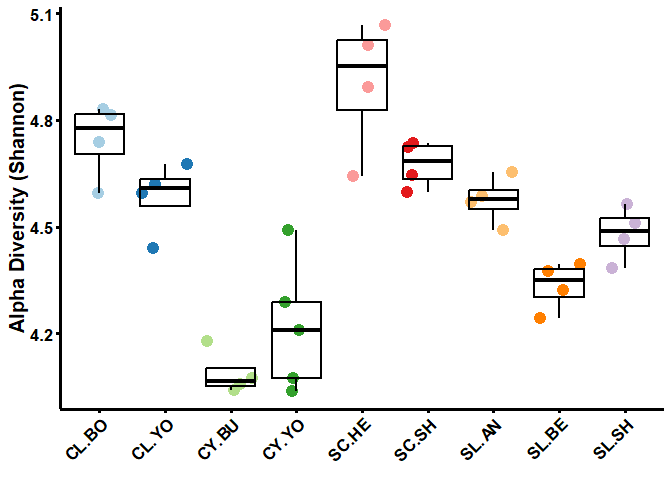 Alpha Diversity (Shannon)
5.1
4.8
4.5
4.2
CL.BO
CL.YO
CY.BU
CY.YO
SC.HE
SC.SH
SL.AN
SL.BE
SL.SH